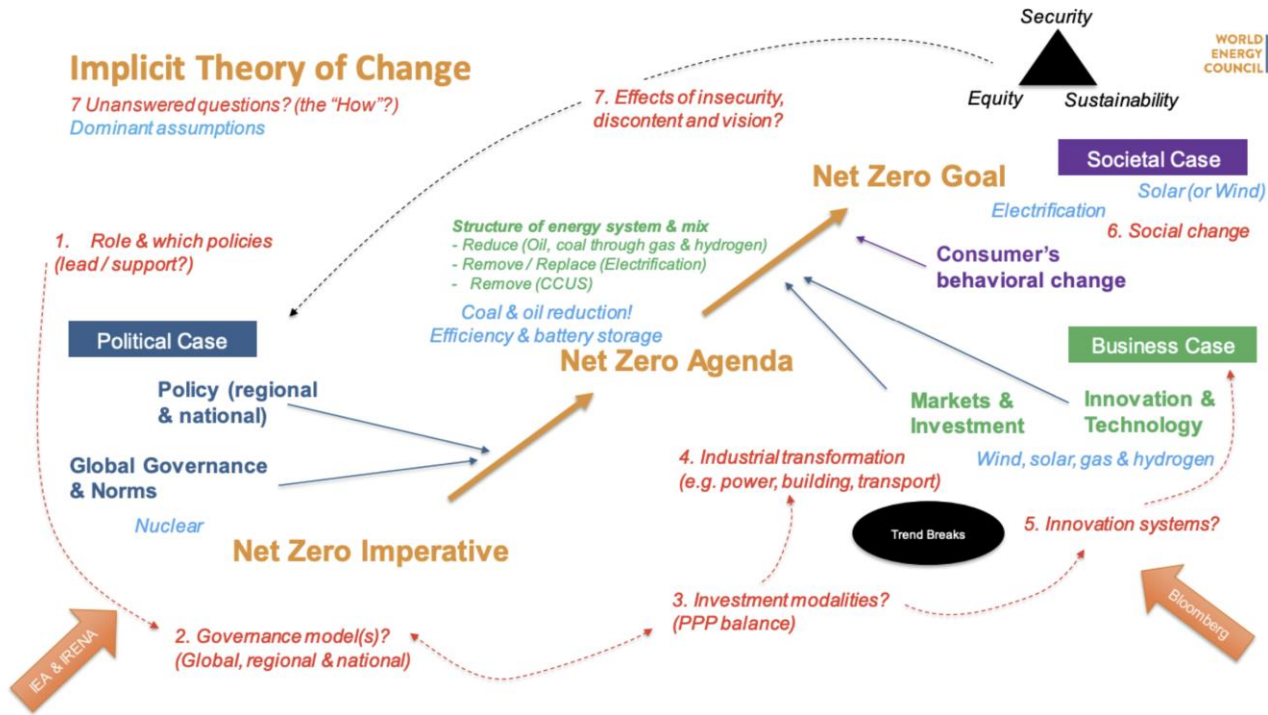 Implicit Theory of Change
7 Unanswered questions? (the “How”?)
Dominant assumptions
Security
Equity
Sustainability
WORLD
ENERGY
COUNCIL
7. Effects of insecurity,
discontent and vision?
Societal Case
Net Zero Goal
Solar (or Wind)
Electrification
6. Social change
Consumer’s
behavioral change
1. Role & which policies
(lead / support?)
Structure of energy system & mix
- Reduce (Oil, coal through gas & hydrogen)
- Remove / Replace (Electrification)
- Remove (CCUS)
Coal & oil reduction!
Efficiency & battery storage
Political Case
Net Zero Agenda
Business Case
Policy (regional
& national)
Markets &
Investment
Innovation &
Technology
Global Governance
& Norms
Wind, solar, gas & hydrogen
4. Industrial transformation
(e.g. power, building, transport)
Nuclear
Net Zero Imperative
Trend Breaks
5. Innovation systems?
3. Investment modalities?
(PPP balance)
2. Governance model(s)?
(Global, regional & national)
IEA & IRENA
Bloomberg